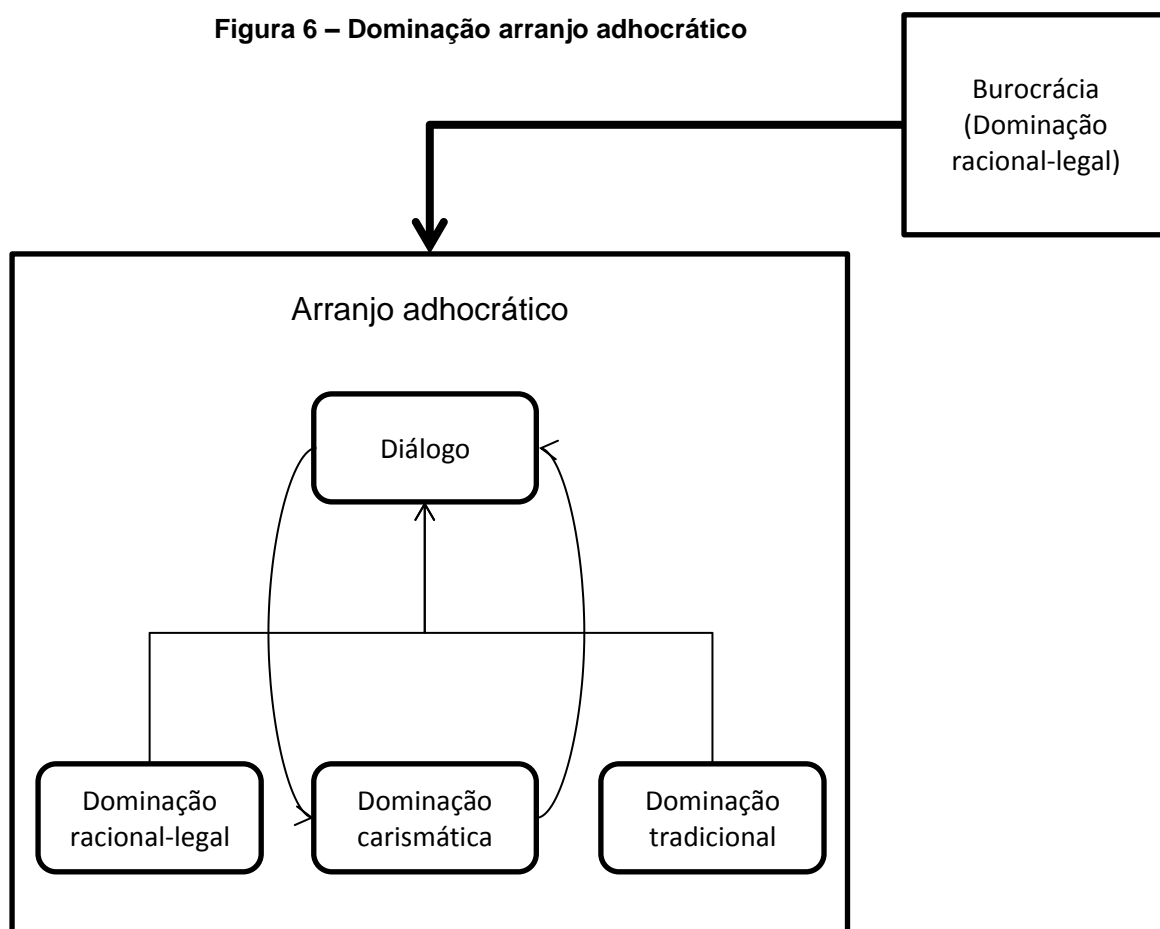 Figura 6 – Dominação arranjo adhocrático
Burocrácia
(Dominação
racional-legal)
Arranjo adhocrático
Diálogo
Dominação
racional-legal
Dominação
carismática
Dominação
tradicional